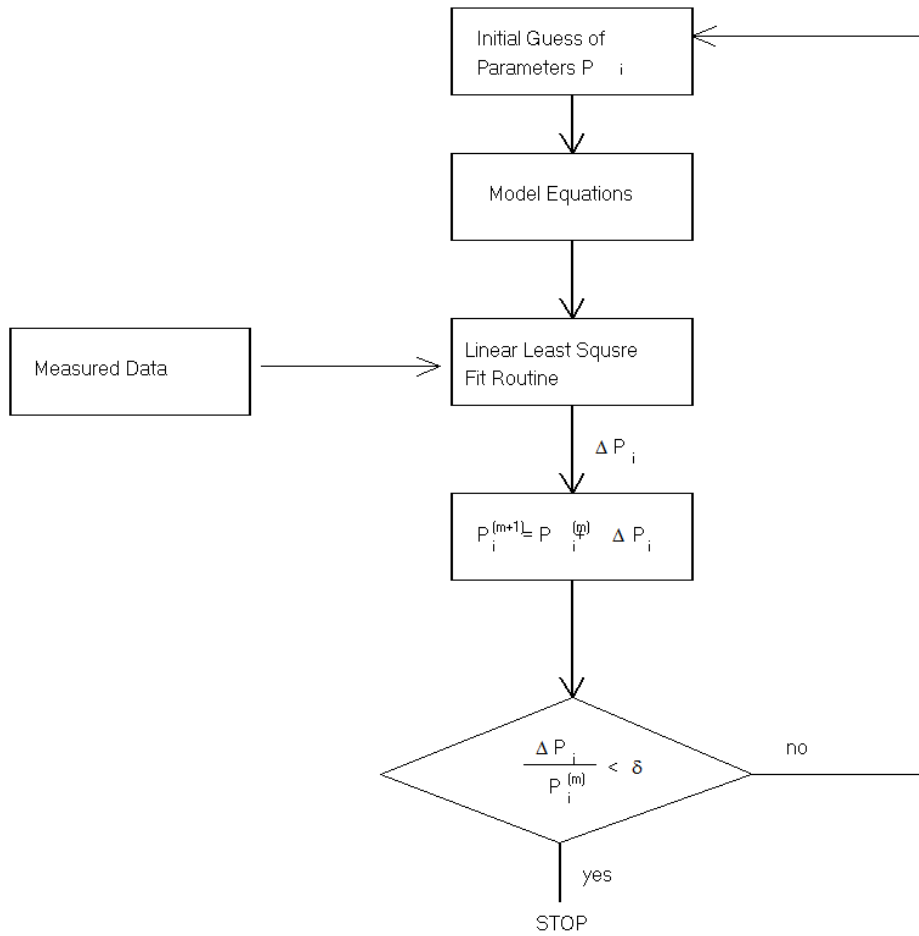 Initial Guess of
Parameters P i
Model Equations
Measured Data
Linear Least Squsre
Fit Routine
Δ P i
P i (m+1) = P i (m) + Δ P i
Δ P i
P i (m)
< δ
no
yes
STOP